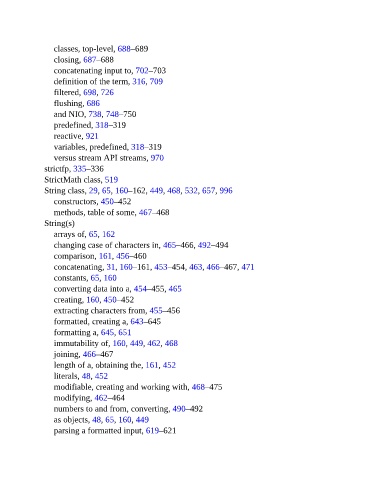 classes, top-level, 688–689
closing, 687–688
concatenating input to, 702–703
definition of the term, 316, 709
filtered, 698, 726
flushing, 686
and NIO, 738, 748–750
predefined, 318–319
reactive, 921
variables, predefined, 318–319
versus stream API streams, 970
strictfp, 335–336
StrictMath class, 519
String class, 29, 65, 160–162, 449, 468, 532, 657, 996
constructors, 450–452
methods, table of some, 467–468
String(s)
arrays of, 65, 162
changing case of characters in, 465–466, 492–494
comparison, 161, 456–460
concatenating, 31, 160–161, 453–454, 463, 466–467, 471
constants, 65, 160
converting data into a, 454–455, 465
creating, 160, 450–452
extracting characters from, 455–456
formatted, creating a, 643–645
formatting a, 645, 651
immutability of, 160, 449, 462, 468
joining, 466–467
length of a, obtaining the, 161, 452
literals, 48, 452
modifiable, creating and working with, 468–475
modifying, 462–464
numbers to and from, converting, 490–492
as objects, 48, 65, 160, 449
parsing a formatted input, 619–621